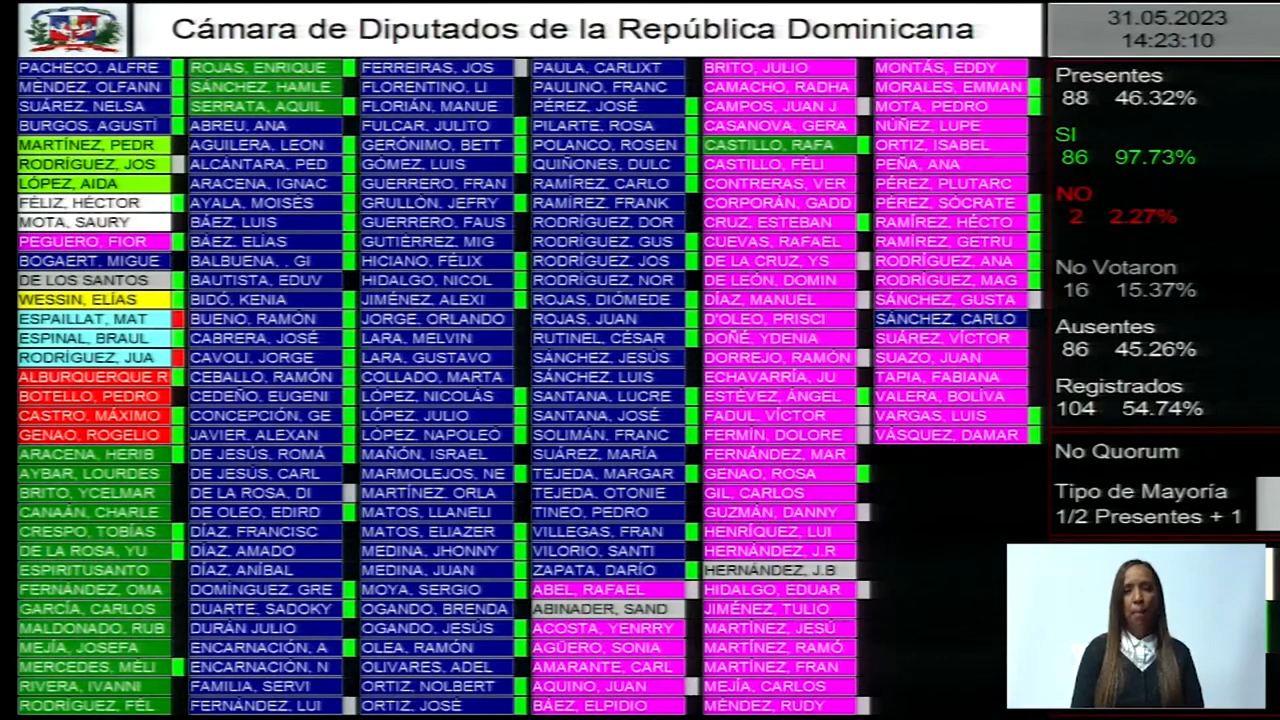 Cámara de Diputados de la República Dominicana
31.05.2023
14:23:10
PACHECO, ALFRE
MÉNDEZ, OLFANN
SUÁREZ, NELSA
BURGOS, AGUSTÍ
MARTÍNEZ, PEDR
RODRÍGUEZ, JOS
LÓPEZ, AIDA
FÉLIZ, HÉCTOR
MOTA, SAURY
PEGUERO, FIOR
BOGAERT, MIGUE
DE LOS SANTOS
WESSIN, ELÍAS
ESPAILLAT, MAT
ESPINAL, BRAUL
RODRÍGUEZ, JUA
ALBURQUERQUE R
BOTELLO, PEDRO
CASTRO, MÁXIMO
GENAO, ROGELIO
ARACENA, HERIB
AYBAR, LOURDES
BRITO, YCELMAR
CANAÁN, CHARLE
CRESPO, TOBÍAS
DE LA ROSA, YU
ESPIRITUSANTO
FERNÁNDEZ, OMA
GARCÍA, CARLOS
MALDONADO, RUB
MEJÍA, JOSEFA
MERCEDES, MÉLI
RIVERA, IVANNI
RODRÍGUEZ, FÉL
ROJAS, ENRIQUE
SÁNCHEZ, HAMLE
SERRATA, AQUIL
ABREU, ANA
AGUILERA, LEON
ALCÁNTARA, PED
ARACENA, IGNAC
AYALA, MOISÉS
BÁEZ, LUIS
BÁEZ, ELÍAS
BALBUENA, , GI
BAUTISTA, EDUV
BIDÓ, KENIA
BUENO, RAMÓN
CABRERA, JOSÉ
CAVOLI, JORGE
CEBALLO, RAMÓN
CEDEÑO, EUGENI
CONCEPCIÓN, GE
JAVIER, ALEXAN
DE JESÚS, ROMÁ
DE JESÚS, CARL
DE LA ROSA, DI
DE OLEO, EDIRD
DÍAZ, FRANCISC
DÍAZ, AMADO
DÍAZ, ANÍBAL
DOMÍNGUEZ, GRE
DUARTE, SADOKY
DURÁN JULIO
ENCARNACIÓN, A
ENCARNACIÓN, N
FAMILIA, SERVI
FERNÁNDEZ, LUI
FERREIRAS, JOS
FLORENTINO, LI
FLORIÁN, MANUE
FULCAR, JULITO
GERÓNIMO, BETT
GÓMEZ, LUIS
GUERRERO, FRAN
GRULLÓN, JEFRY
GUERRERO, FAUS
GUTIÉRREZ, MIG
HICIANO, FÉLIX
HIDALGO, NICOL
JIMÉNEZ, ALEXI
JORGE, ORLANDO
LARA, MELVIN
LARA, GUSTAVO
COLLADO, MARTA
LÓPEZ, NICOLÁS
LÓPEZ, JULIO
LÓPEZ, NAPOLEÓ
MAÑÓN, ISRAEL
MARMOLEJOS, NE
MARTÍNEZ, ORLA
MATOS, LLANELI
MATOS, ELIAZER
MEDINA, JHONNY
MEDINA, JUAN
MOYA, SERGIO
OGANDO, BRENDA
OGANDO, JESÚS
OLEA, RAMÓN
OLIVARES, ADEL
ORTIZ, NOLBERT
ORTIZ, JOSÉ
PAULA, CARLIXT
PAULINO, FRANC
PÉREZ, JOSÉ
PILARTE, ROSA
POLANCO, ROSEN
QUIÑONES, DULC
RAMÍREZ, CARLO
RAMÍREZ, FRANK
RODRÍGUEZ, DOR
RODRÍGUEZ, GUS
RODRÍGUEZ, JOS
RODRÍGUEZ, NOR
ROJAS, DIÓMEDE
ROJAS, JUAN
RUTINEL, CÉSAR
SÁNCHEZ, JESÚS
SÁNCHEZ, LUIS
SANTANA, LUCRE
SANTANA, JOSÉ
SOLIMÁN, FRANC
SUÁREZ, MARÍA
TEJEDA, MARGAR
TEJEDA, OTONIE
TINEO, PEDRO
VILLEGAS, FRAN
VILORIO, SANTI
ZAPATA, DARÍO
ABEL, RAFAEL
ABINADER, SAND
ACOSTA, YENRRY
AGÜERO, SONIA
AMARANTE, CARL
AQUINO, JUAN
BÁEZ, ELPIDIO
BRITO, JULIO
CAMACHO, RADHA
CAMPOS, JUAN J
CASANOVA, GERA
CASTILLO, RAFA
CASTILLO, FÉLI
CONTRERAS, VER
CORPORÁN, GADD
CRUZ, ESTEBAN
CUEVAS, RAFAEL
DE LA CRUZ, YS
DE LEÓN, DOMIN
DÍAZ, MANUEL
D'OLEO, PRISCI
DOÑÉ, YDENIA
DORREJO, RAMÓN
ECHAVARRÍA, JU
ESTÉVEZ, ÁNGEL
FADUL, VÍCTOR
FERMÍN, DOLORE
FERNÁNDEZ, MAR
GENAO, ROSA
GIL, CARLOS
GUZMÁN, DANNY
HENRÍQUEZ, LUI
HERNÁNDEZ, J.R
HERNÁNDEZ, J.B
HIDALGO, EDUAR
JIMÉNEZ, TULIO
MARTÍNEZ, JESÚ
MARTÍNEZ, RAMÓ
MARTÍNEZ, FRAN
MEJÍA, CARLOS
MÉNDEZ, RUDY
MONTÁS, EDDY
MORALES, EMMAN
MOTA, PEDRO
NÚÑEZ, LUPE
ORTIZ, ISABEL
PEÑA, ANA
PÉREZ, PLUTARC
PÉREZ, SÓCRATE
RAMÍREZ, HÉCTO
RAMÍREZ, GETRU
RODRÍGUEZ, ANA
RODRÍGUEZ, MAG
SÁNCHEZ, GUSTA
SÁNCHEZ, CARLO
SUÁREZ, VÍCTOR
SUAZO, JUAN
TAPIA, FABIANA
VALERA, BOLÍVA
VARGAS, LUIS
VÁSQUEZ, DAMAR
Presentes
88 46.32%
SI
86 97.73%
NO
2 2.27%
No Votaron
16 15.37%
Ausentes
86 45.26%
Registrados
104 54.74%
No Quorum
Tipo de Mayoría
1/2 Presentes + 1